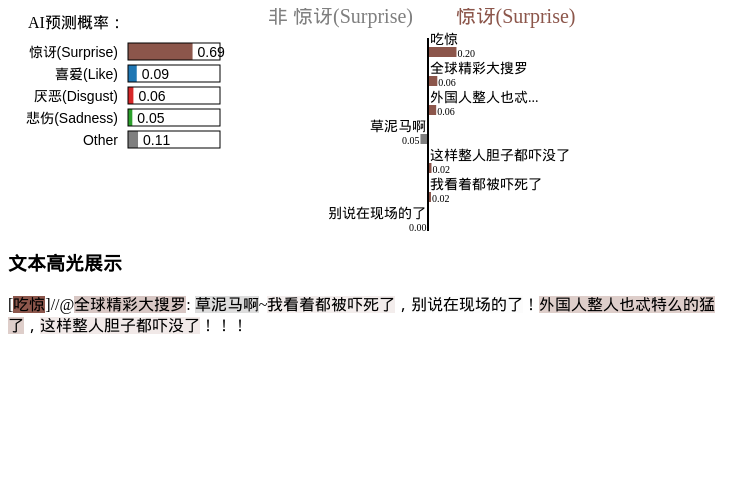 AI预测概率：
惊讶(Surprise) 0.69
喜爱(Like) 0.09
厌恶(Disgust) 0.06
悲伤(Sadness) 0.05
Other 0.11
非 惊讶(Surprise) 惊讶(Surprise)
吃惊
0.20
全球精彩大搜罗
0.06
外国人整人也忒...
0.06
草泥马啊
0.05
这样整人胆子都吓没了
0.02
我看着都被吓死了
0.02
别说在现场的了
0.00
文本高光展示
[吃惊]//@全球精彩大搜罗: 草泥马啊~我看着都被吓死了，别说在现场的了！外国人整人也忒特么的猛
了，这样整人胆子都吓没了！！！